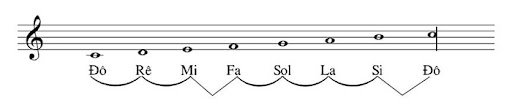 Đô Rê Mi Fa Sol La Si Đô